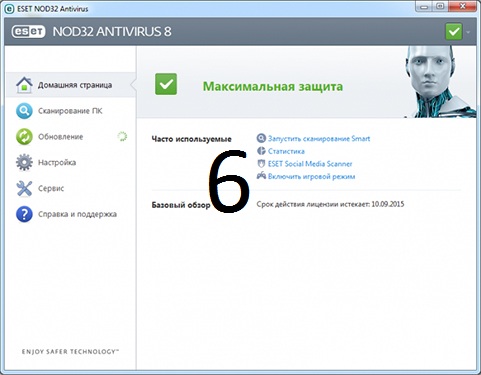 ESET NOD32 Antivirus
eset NOD32 ANTIVIRUS 8
Домашняя страница
Сканирование ПК
Обновление
Настройка
Сервис
Справка и поддержка
Максимальная защита
Часто используемые
Запустить сканирование Smart
Статистика
ESET Social Media Scanner
Включить игровой режим
6
Базовый обзор
Срок действия лицензии истекает: 10.09.2015
ENJOY SAFER TECHNOLOGY™